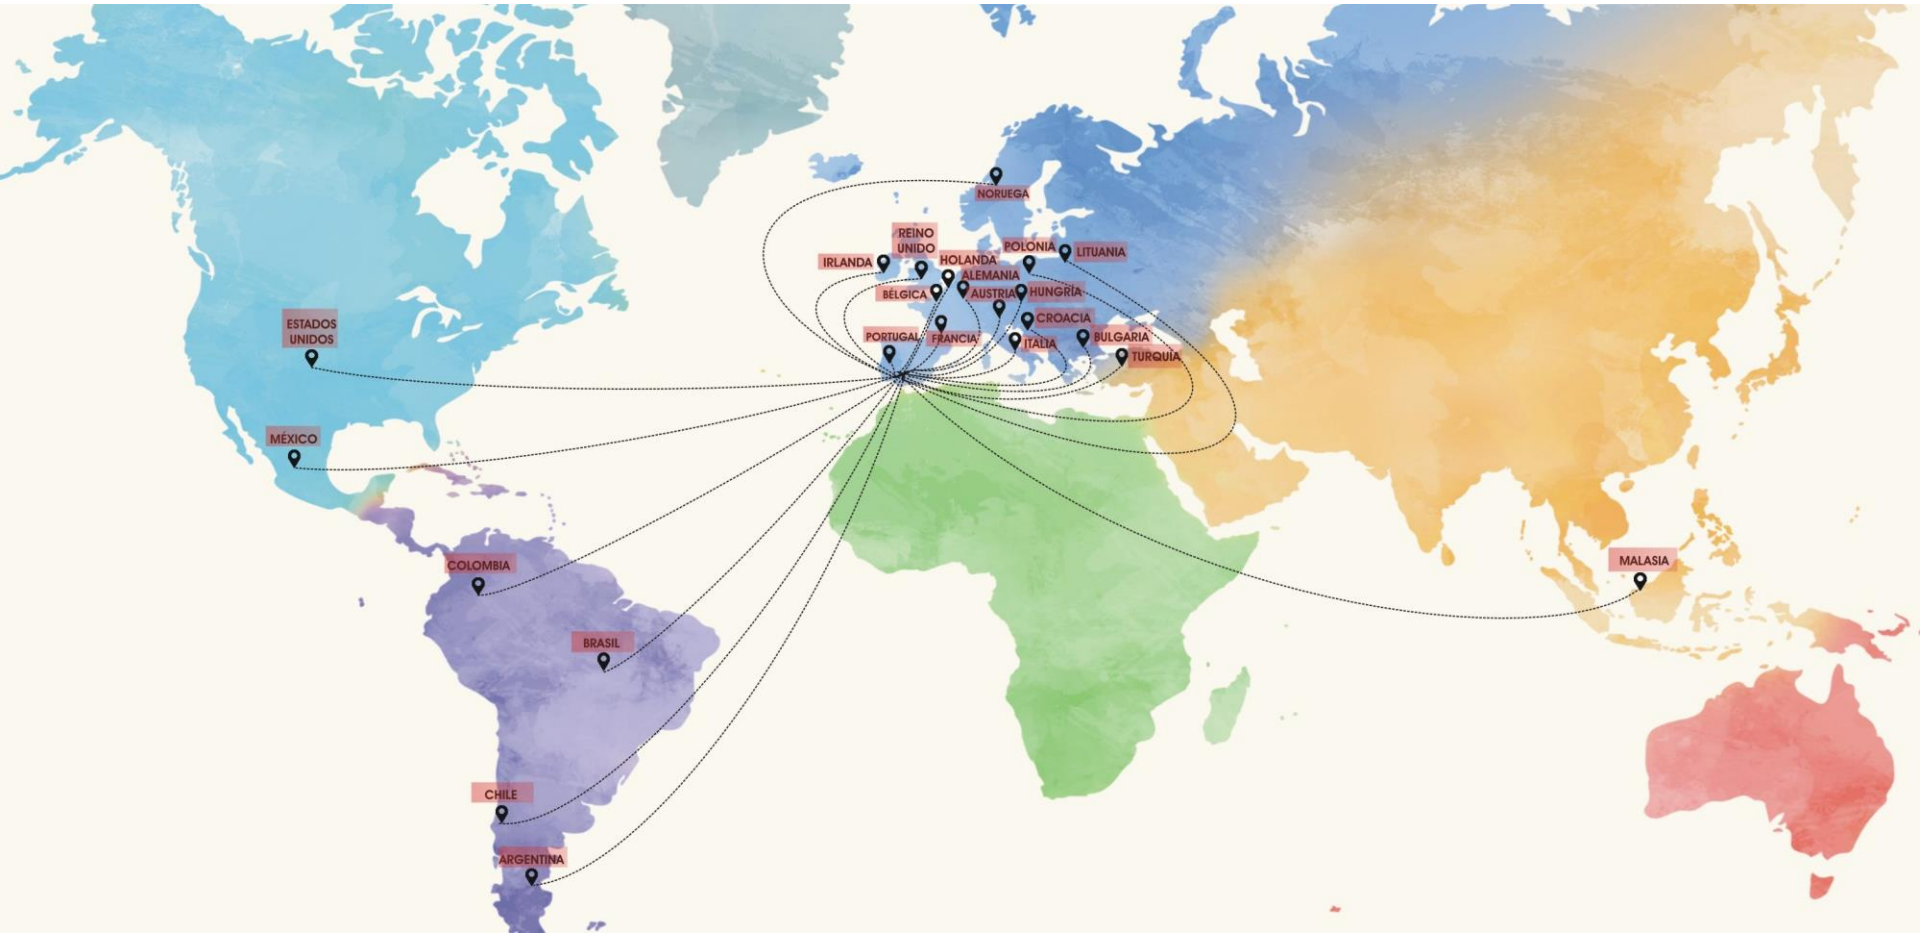 NORUEGA
REINO
UNIDO
IRLANDA
HOLANDA
POLONIA
LITUANIA
ALEMANIA
BÉLGICA
AUSTRIA
HUNGRÍA
CROACIA
PORTUGAL
FRANCIA
ITALIA
BULGARIA
TURQUÍA
ESTADOS
UNIDOS
MÉXICO
COLOMBIA
MALASIA
BRASIL
CHILE
ARGENTINA